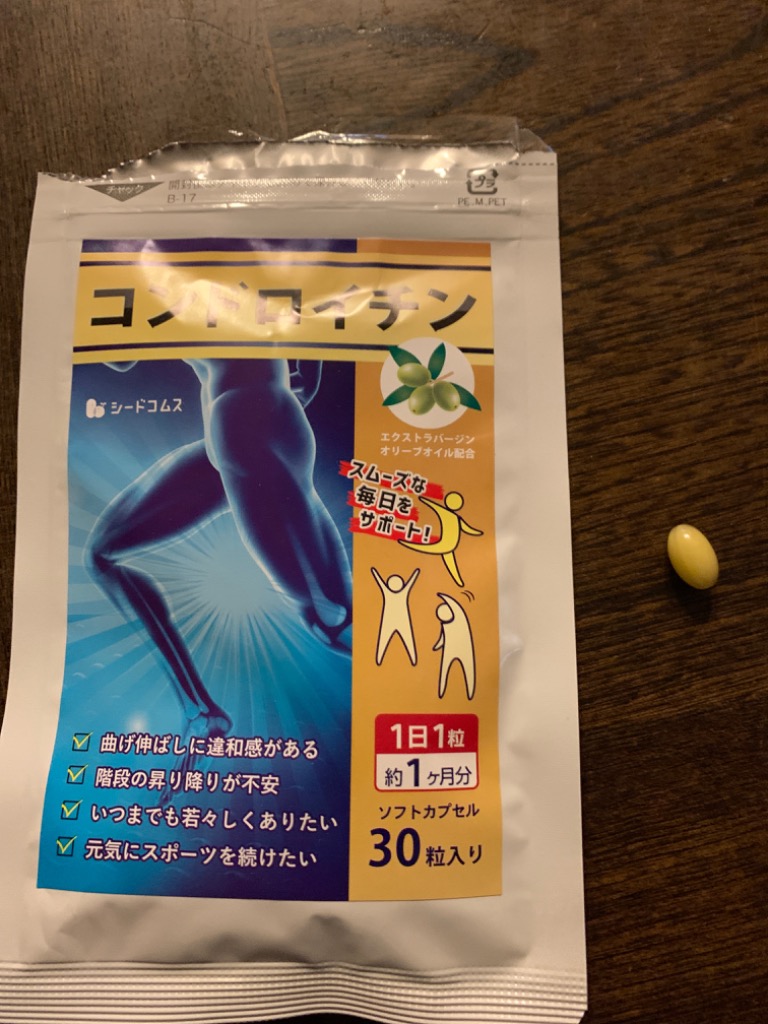 チャック
B-17
プラ
PE.M.PET
コンドロイチン
シードコムス
エクストラバージン
オリーブオイル配合
スムーズな
毎日を
サポート!
曲げ伸ばしに違和感がある
階段の昇り降りが不安
いつまでも若々しくありたい
元気にスポーツを続けたい
1日1粒
約1ヶ月分
ソフトカプセル
30粒入り